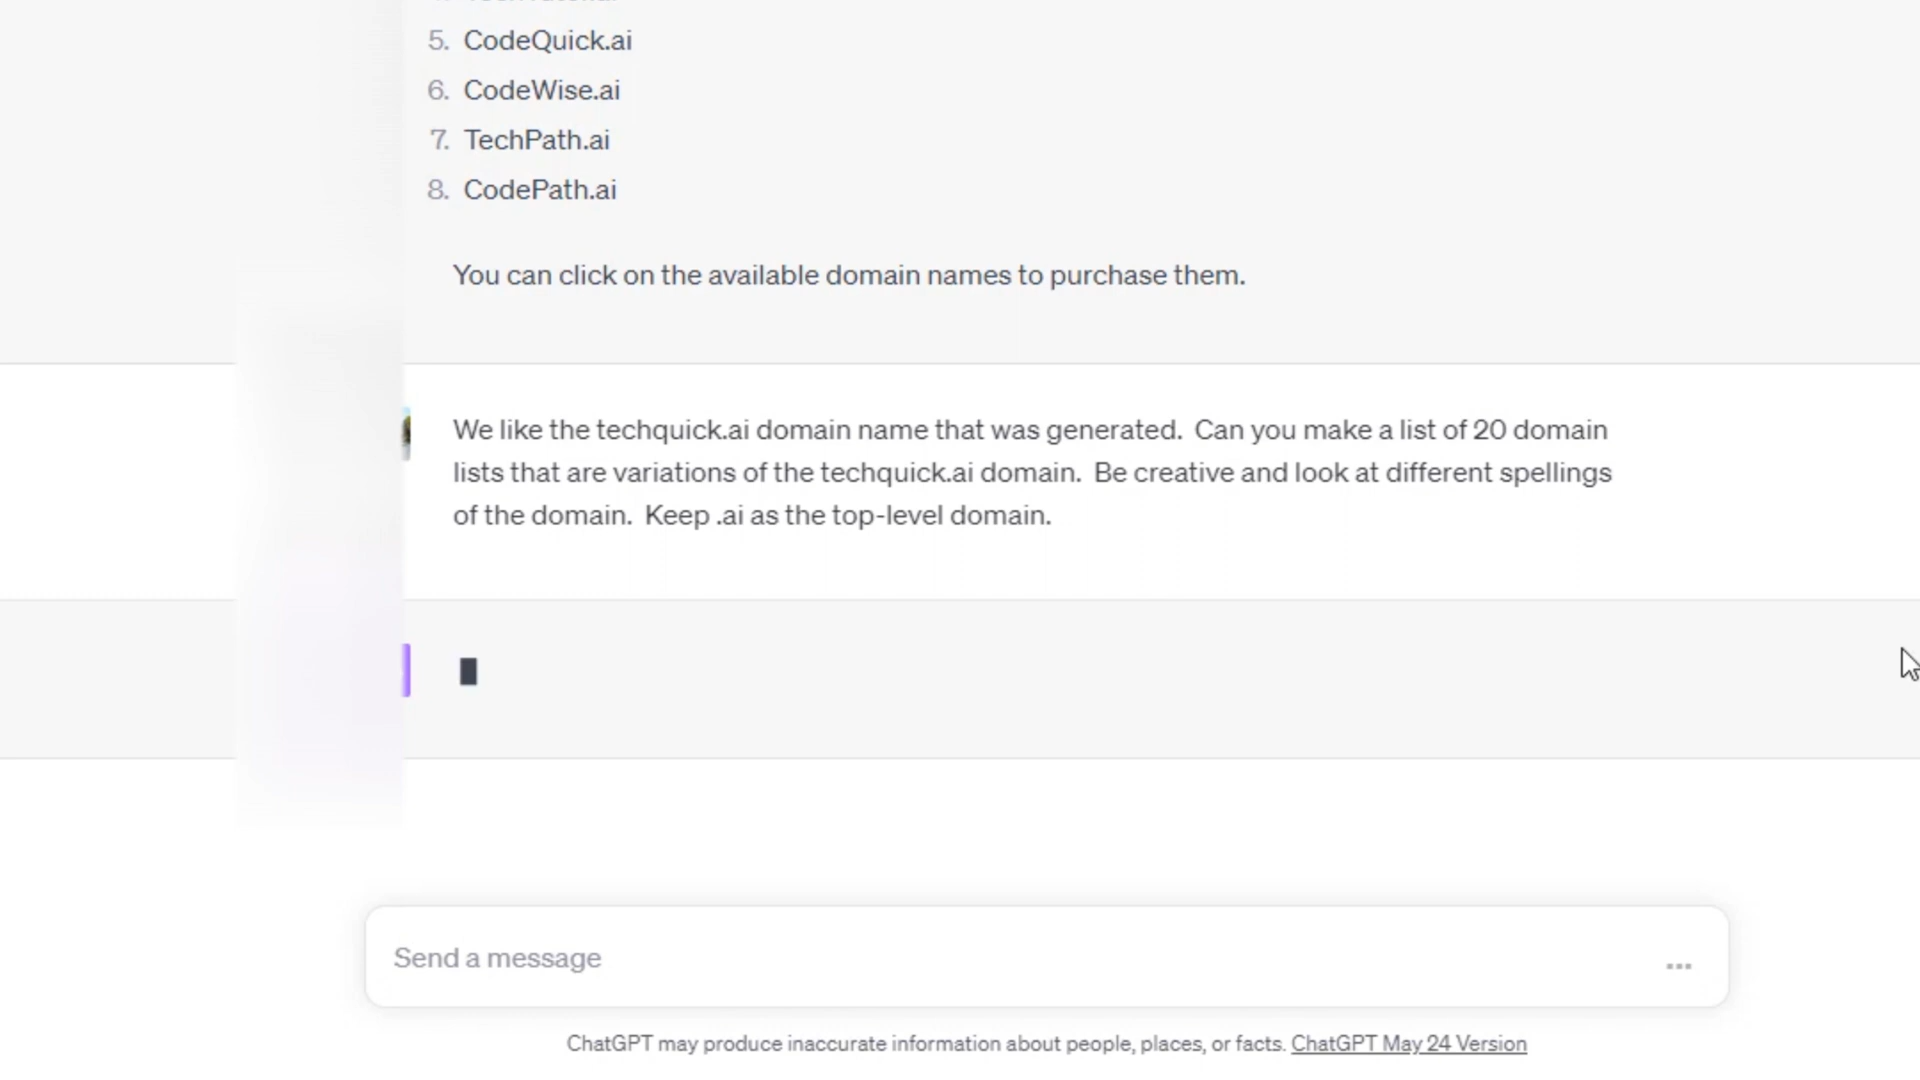 5. CodeQuick.ai
6. CodeWise.ai
7. TechPath.ai
8. CodePath.ai
You can click on the available domain names to purchase them.
We like the techquick.ai domain name that was generated.  Can you make a list of 20 domain
lists that are variations of the techquick.ai domain.  Be creative and look at different spellings
of the domain.  Keep .ai as the top-level domain.
Send a message
ChatGPT may produce inaccurate information about people, places, or facts. ChatGPT May 24 Version